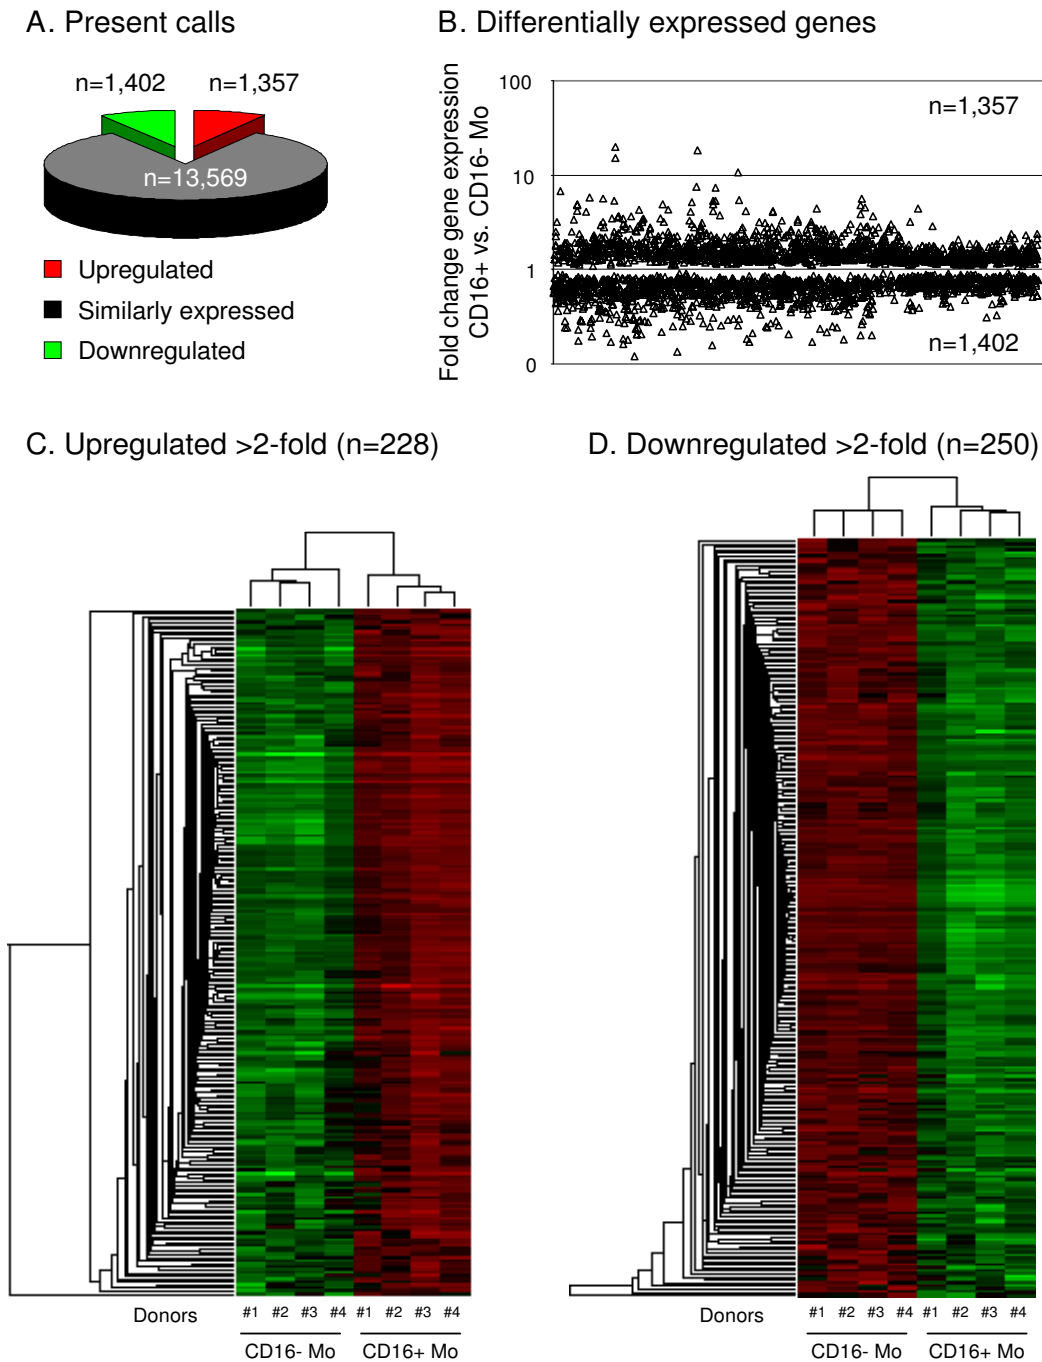 A. Present calls
n=1,402
n=1,357
n=13,569
Upregulated
Similarly expressed
Downregulated
B. Differentially expressed genes
Fold change gene expression
CD16+ vs. CD16- Mo
100
10
1
0
n=1,357
n=1,402
C. Upregulated >2-fold (n=228)
Donors
#1 #2 #3 #4 #1 #2 #3 #4
CD16- Mo CD16+ Mo
D. Downregulated >2-fold (n=250)
Donors
#1 #2 #3 #4 #1 #2 #3 #4
CD16- Mo CD16+ Mo